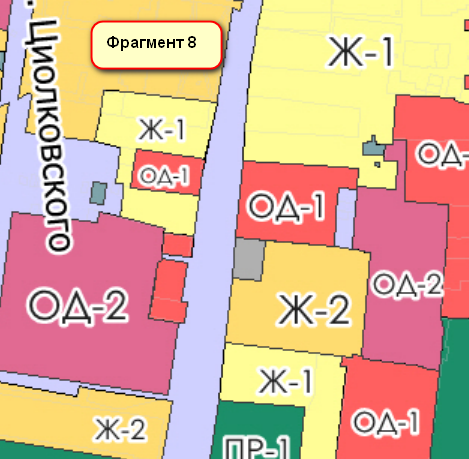 Фрагмент 8
. Циолковского
Ж-1
Ж-1
ОД-
ОД-1
ОД-1
ОД-2
ОД-2
Ж-2
Ж-1
ОД-1
Ж-2
ПР-1